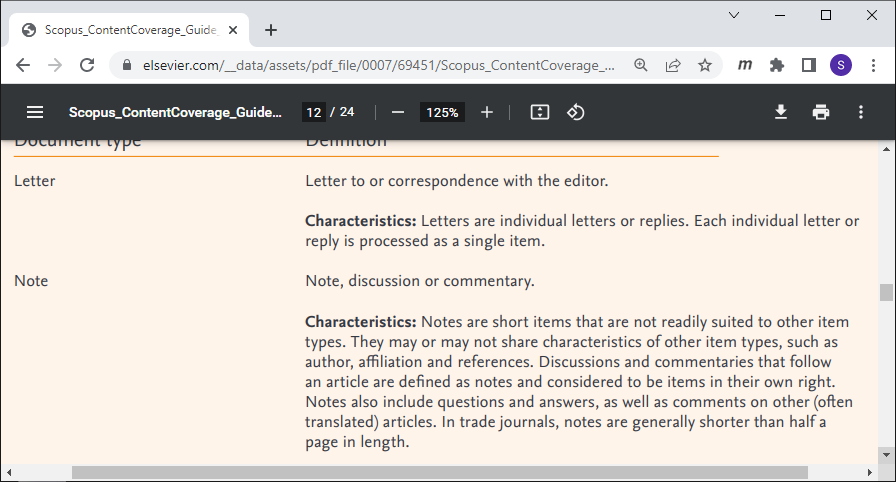 Scopus_ContentCoverage_Guide_
elsevier.com/__data/assets/pdf_file/0007/69451/Scopus_ContentCoverage_...
m
S
Scopus_ContentCoverage_Guide... 12 / 24 125%
Document type Definition
Letter Letter to or correspondence with the editor.
Characteristics: Letters are individual letters or replies. Each individual letter or
reply is processed as a single item.
Note Note, discussion or commentary.
Characteristics: Notes are short items that are not readily suited to other item
types. They may or may not share characteristics of other item types, such as
author, affiliation and references. Discussions and commentaries that follow
an article are defined as notes and considered to be items in their own right.
Notes also include questions and answers, as well as comments on other (often
translated) articles. In trade journals, notes are generally shorter than half a
page in length.